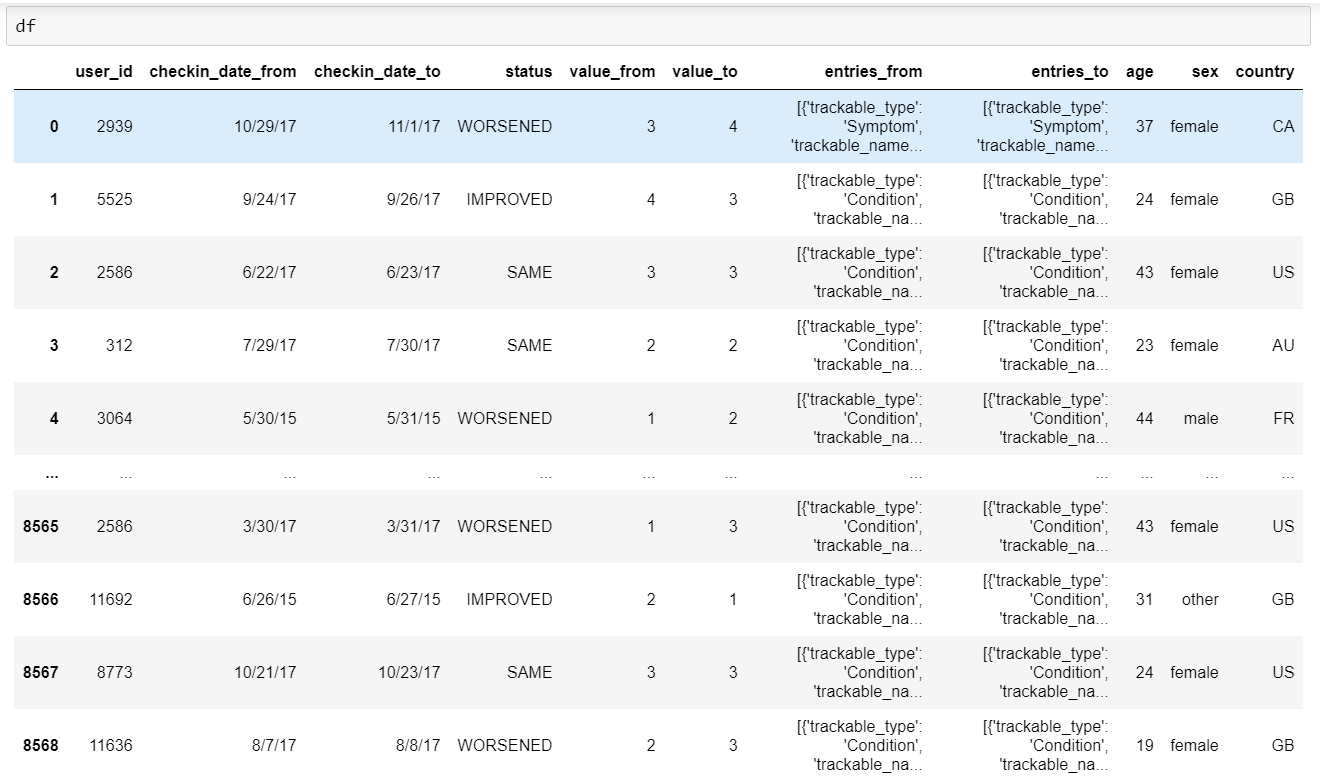 df
user_id checkin_date_from checkin_date_to status value_from value_to entries_from entries_to age sex country
[{'trackable_type': [{'trackable_type':
0 2939 10/29/17 11/1/17 WORSENED 3 4 'Symptom', 'Symptom', 37 female CA
'trackable_name... 'trackable_name...
[{'trackable_type': [{'trackable_type':
1 5525 9/24/17 9/26/17 IMPROVED 4 3 'Condition', 'Condition', 24 female GB
'trackable_na... 'trackable_na...
[{'trackable_type': [{'trackable_type':
2 2586 6/22/17 6/23/17 SAME 3 3 'Condition', 'Condition', 43 female US
'trackable_na... 'trackable_na...
[{'trackable_type': [{'trackable_type':
3 312 7/29/17 7/30/17 SAME 2 2 'Condition', 'Condition', 23 female AU
'trackable_na... 'trackable_na...
[{'trackable_type': [{'trackable_type':
4 3064 5/30/15 5/31/15 WORSENED 1 2 'Condition', 'Condition', 44 male FR
'trackable_na... 'trackable_na...
... ... ... ... ... ... ... ... ... ... ... ...
[{'trackable_type': [{'trackable_type':
8565 2586 3/30/17 3/31/17 WORSENED 1 3 'Condition', 'Condition', 43 female US
'trackable_na... 'trackable_na...
[{'trackable_type': [{'trackable_type':
8566 11692 6/26/15 6/27/15 IMPROVED 2 1 'Condition', 'Condition', 31 other GB
'trackable_na... 'trackable_na...
[{'trackable_type': [{'trackable_type':
8567 8773 10/21/17 10/23/17 SAME 3 3 'Condition', 'Condition', 24 female US
'trackable_na... 'trackable_na...
[{'trackable_type': [{'trackable_type':
8568 11636 8/7/17 8/8/17 WORSENED 2 3 'Condition', 'Condition', 19 female GB
'trackable_na... 'trackable_na...